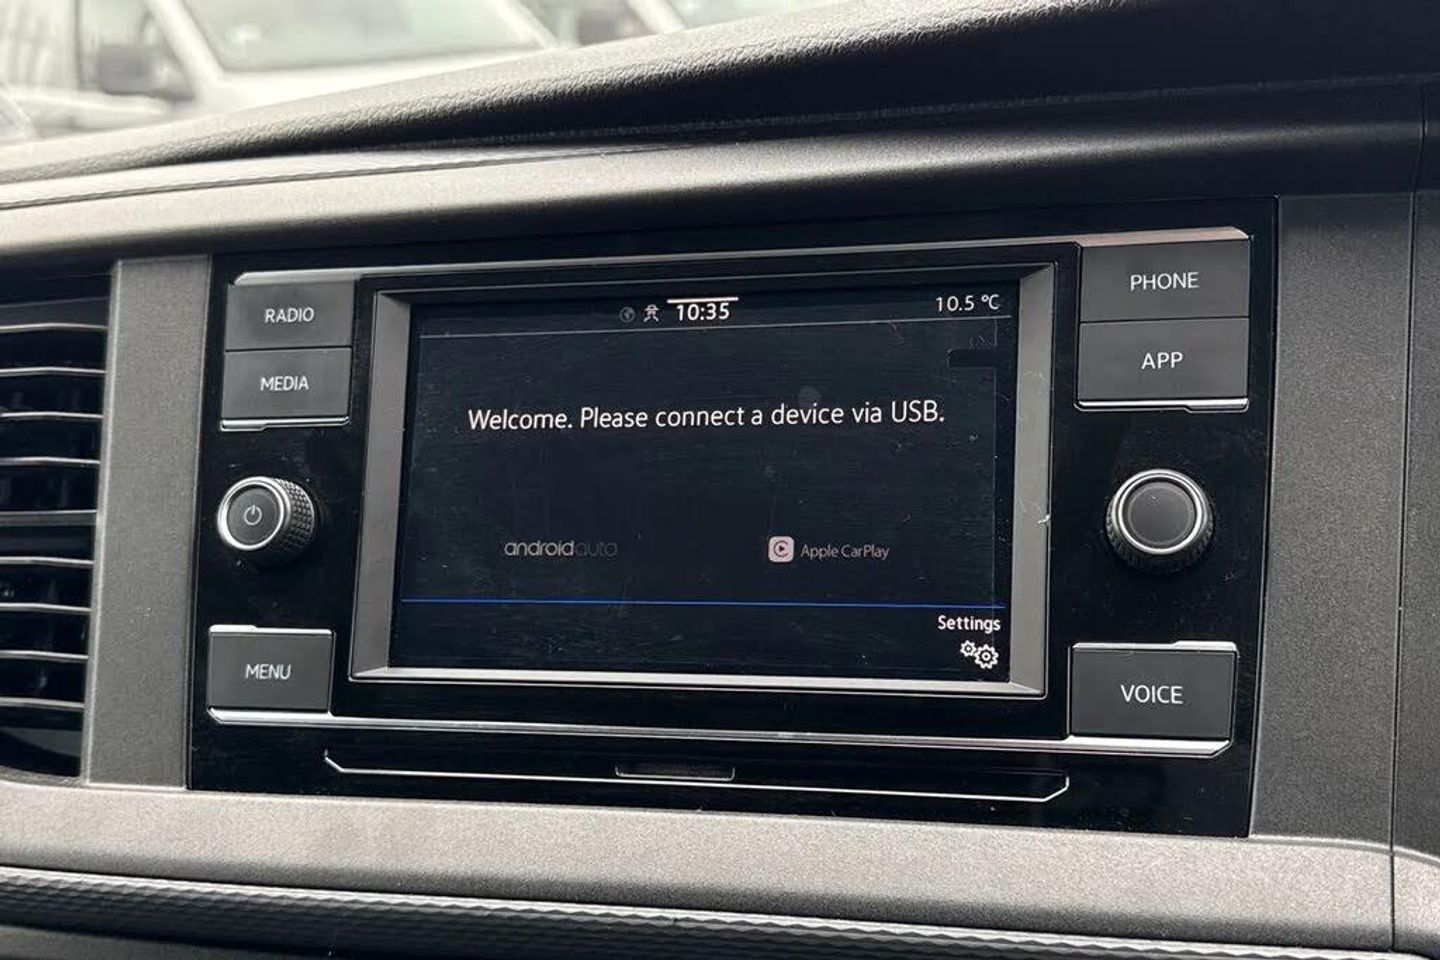 RADIO
MEDIA
MENU
10:35
10.5 °C
Welcome. Please connect a device via USB.
androidauto
Apple CarPlay
Settings
PHONE
APP
VOICE